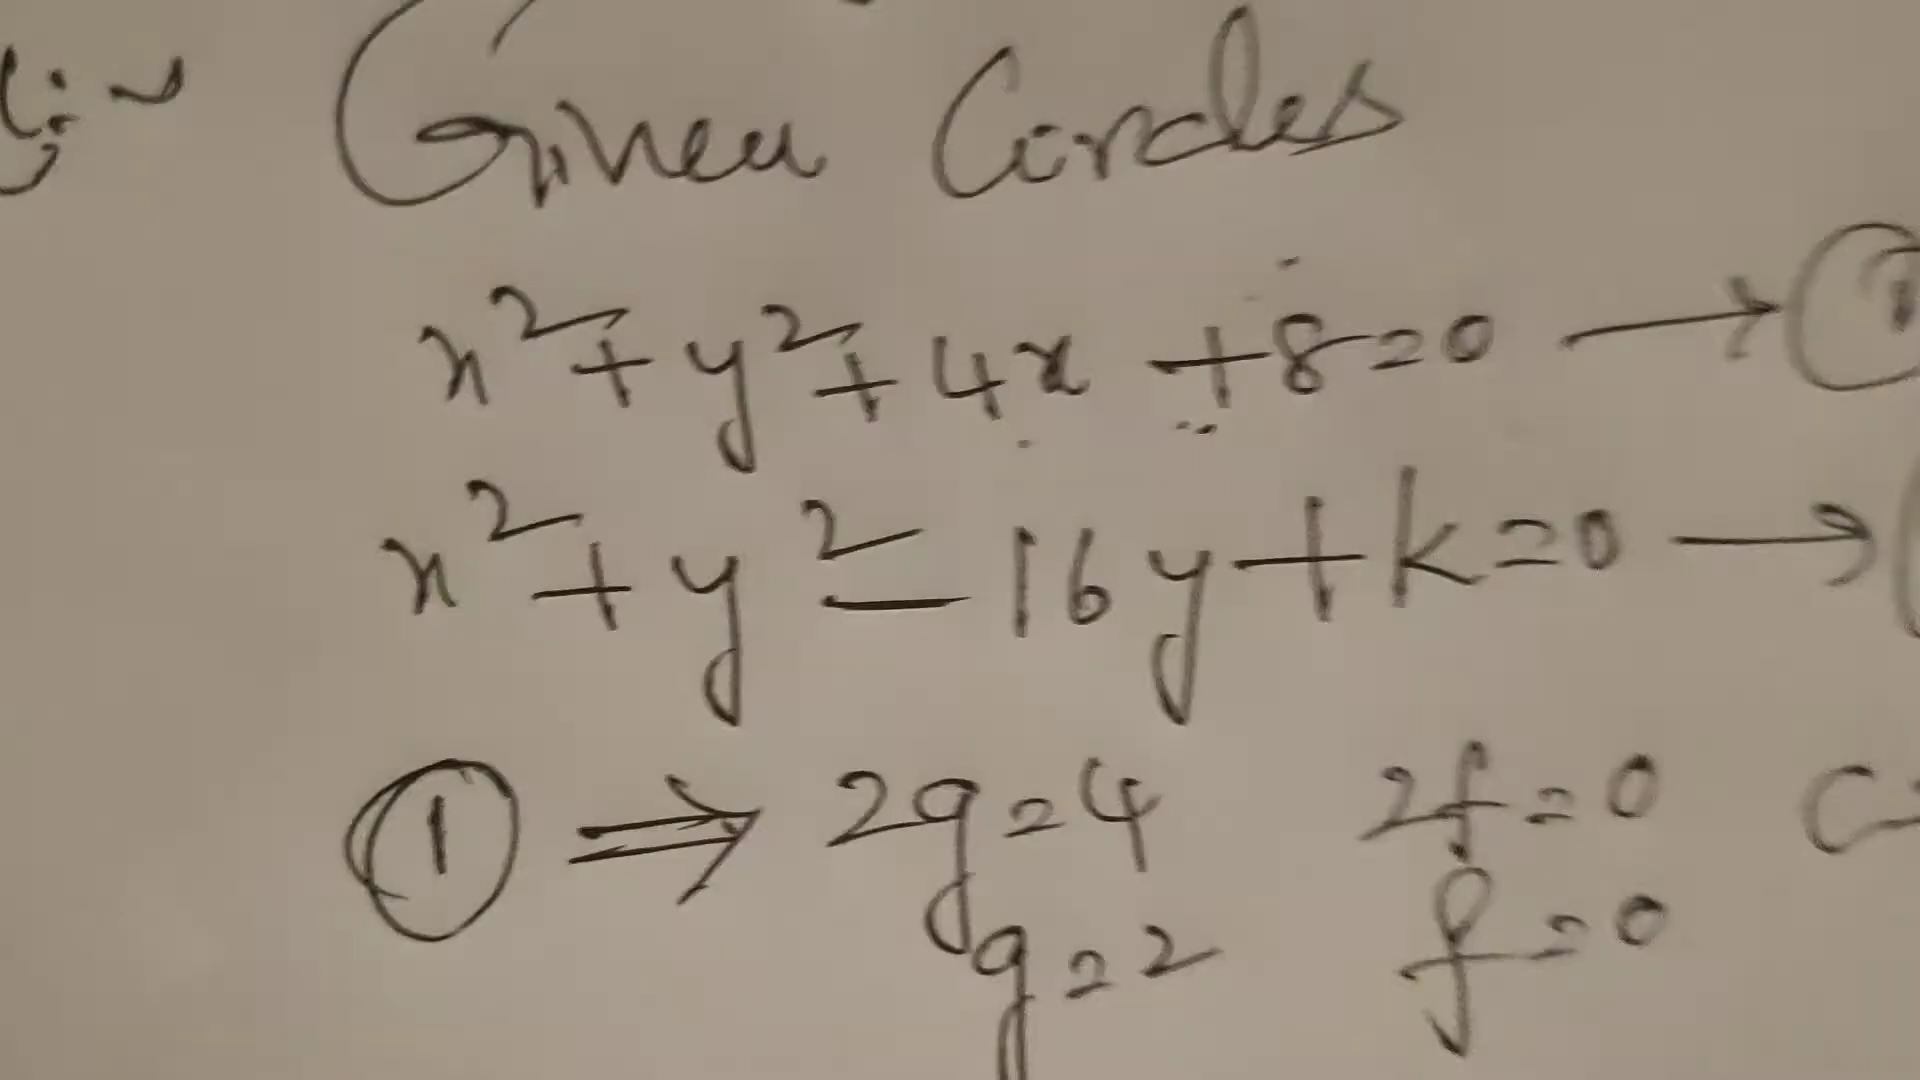 Given Circles
x²+y²+4x +8=0 → 1
x²+y²-16y+k=0 →
1 ⇒ 2g=4 2f=0 C=
g=2 f=0